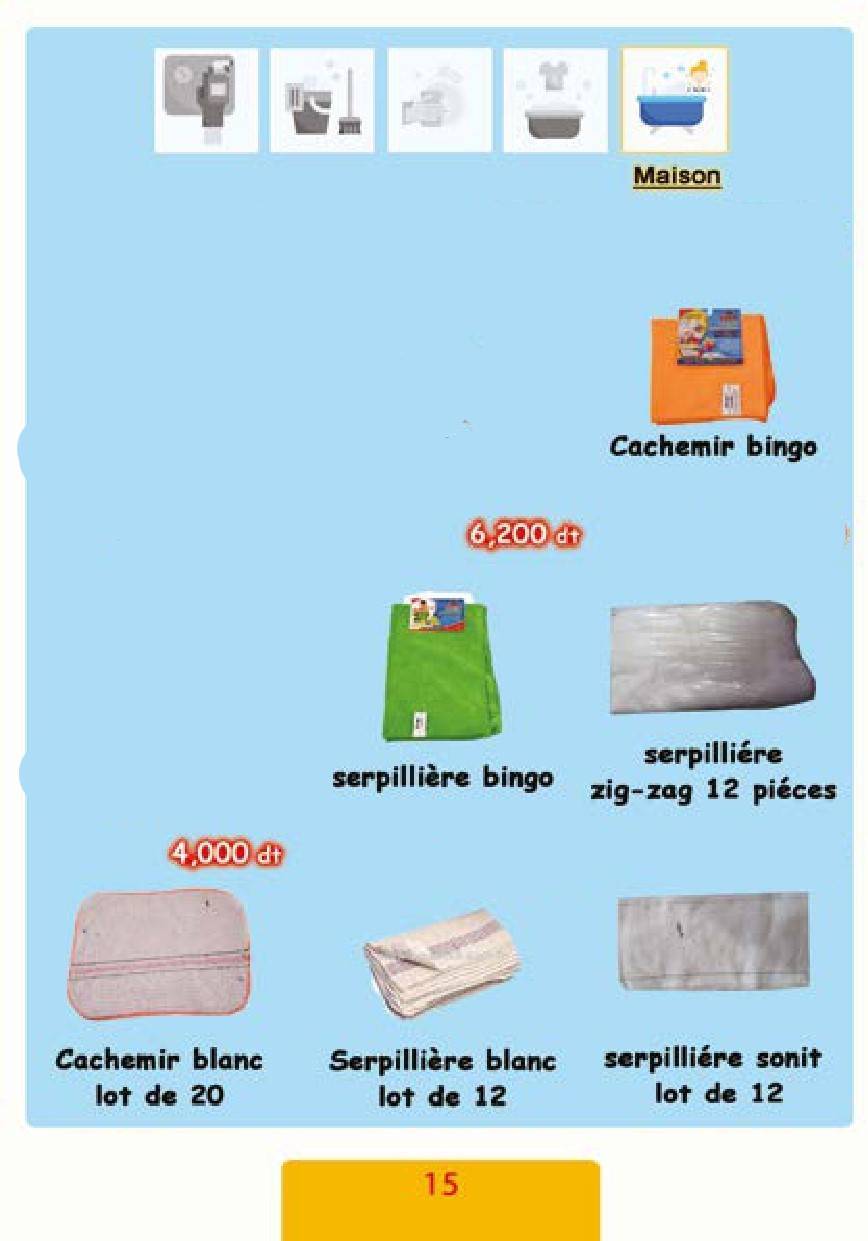 Maison
Cachemir bingo
6,200 dt
serpillière bingo
serpilliére
zig-zag 12 piéces
4,000 dt
Cachemir blanc
lot de 20
Serpillière blanc
lot de 12
serpilliére sonit
lot de 12
15